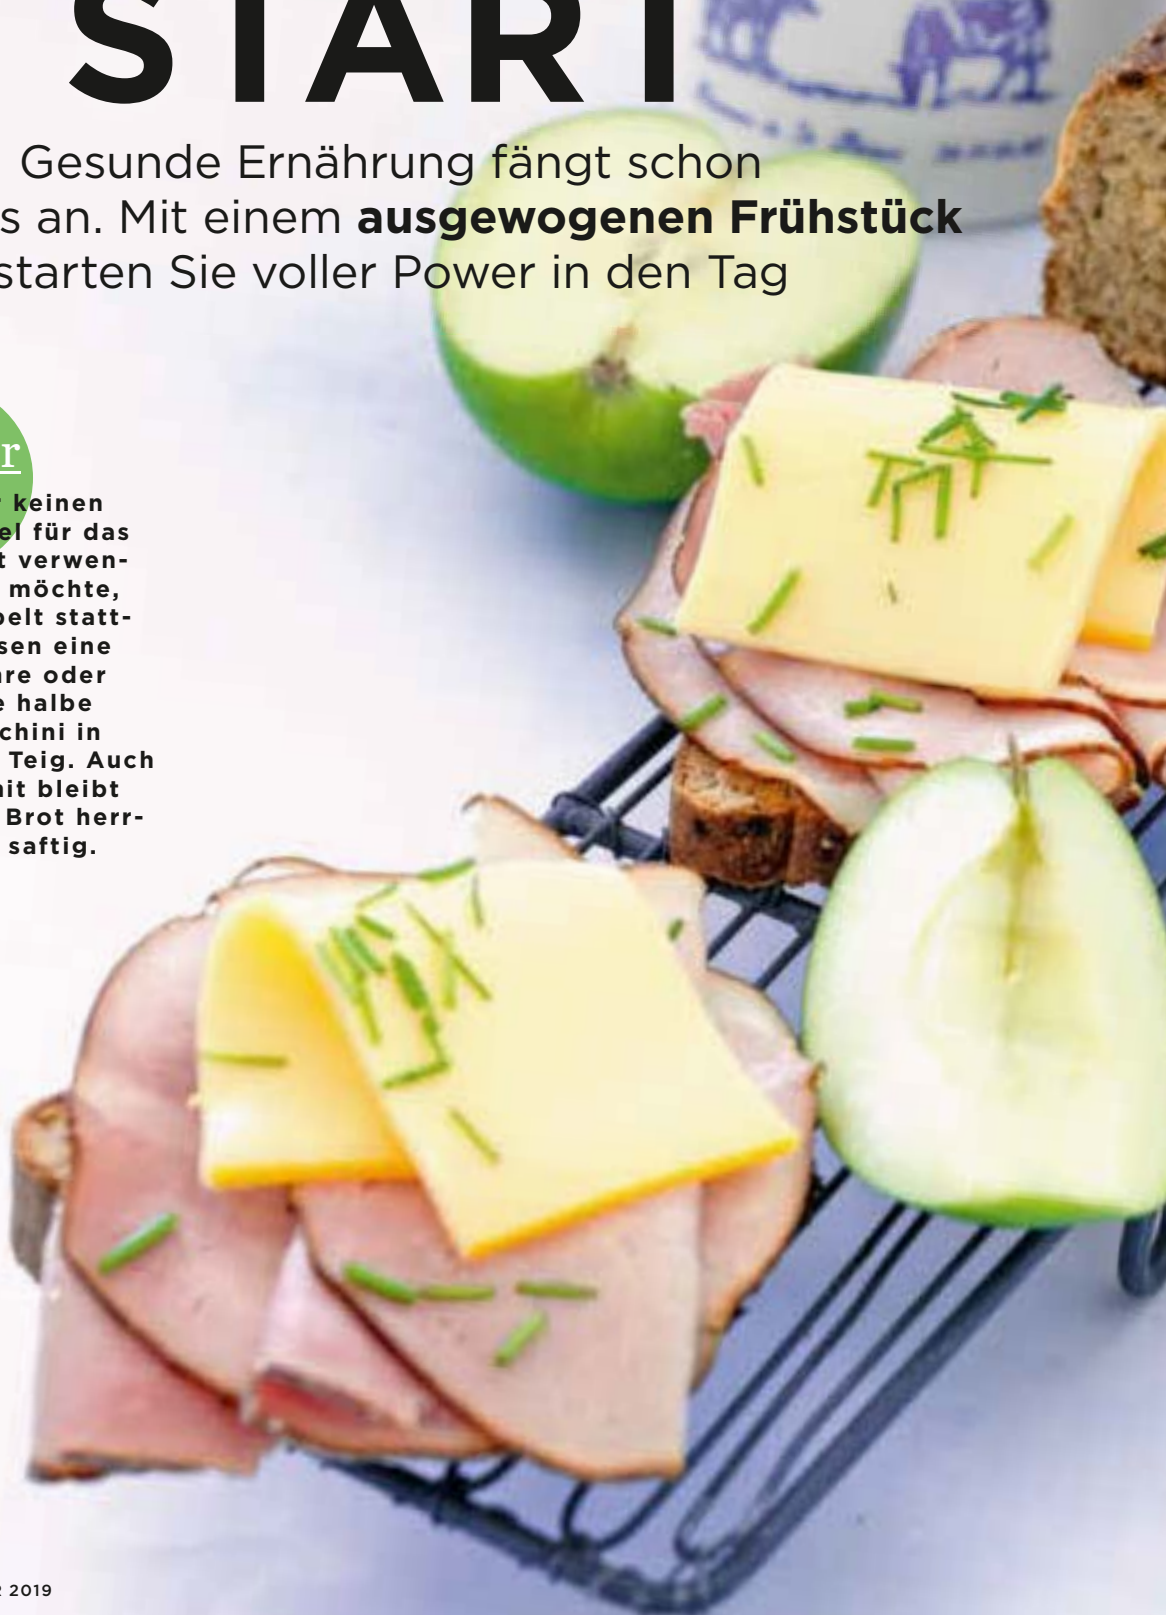 START
Gesunde Ernährung fängt schon
s an. Mit einem ausgewogenen Frühstück
starten Sie voller Power in den Tag
r
r keinen
el für das
t verwen-
möchte,
pelt statt-
sen eine
hre oder
e halbe
chini in
Teig. Auch
nit bleibt
Brot herr-
saftig.
2019